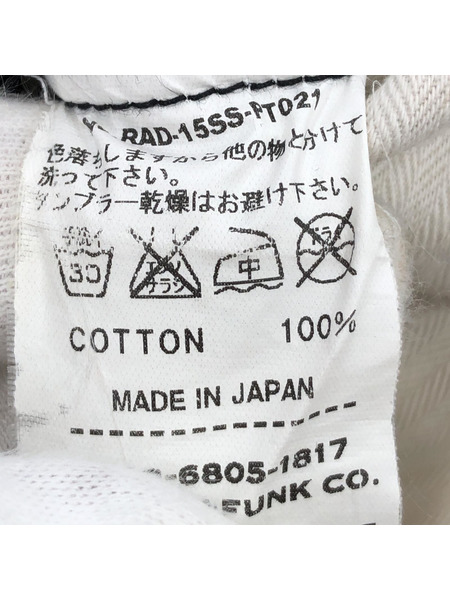 RAD-15SS-PT021
色落ちしますから他の物と分けて
洗って下さい。
タンブラー乾燥はお避け下さい。
30
エンソ
サラシ
中
ドライ
COTTON 100%
MADE IN JAPAN
-6805-1817
FUNK CO.